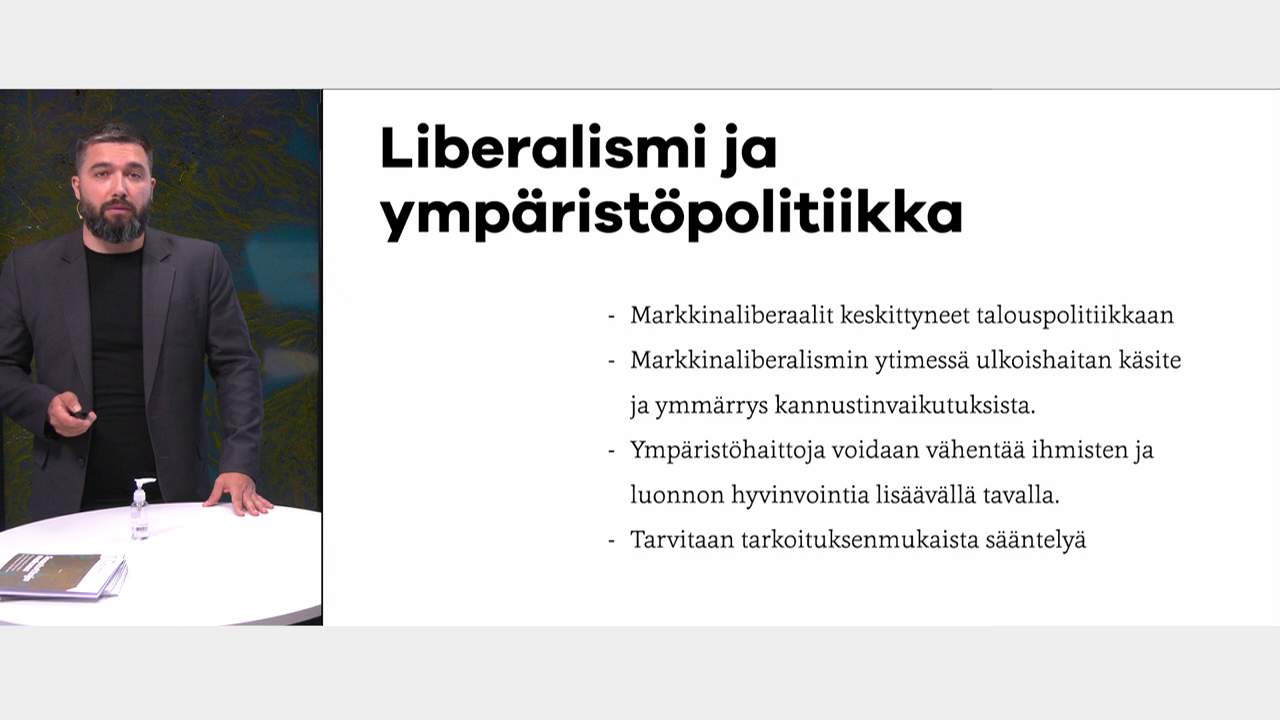 Liberalismi ja
ympäristöpolitiikka
- Markkinaliberaalit keskittyneet talouspolitiikkaan
- Markkinaliberalismin ytimessä ulkoishaitan käsite
ja ymmärrys kannustinvaikutuksista.
- Ympäristöhaittoja voidaan vähentää ihmisten ja
luonnon hyvinvointia lisäävällä tavalla.
- Tarvitaan tarkoituksenmukaista sääntelyä